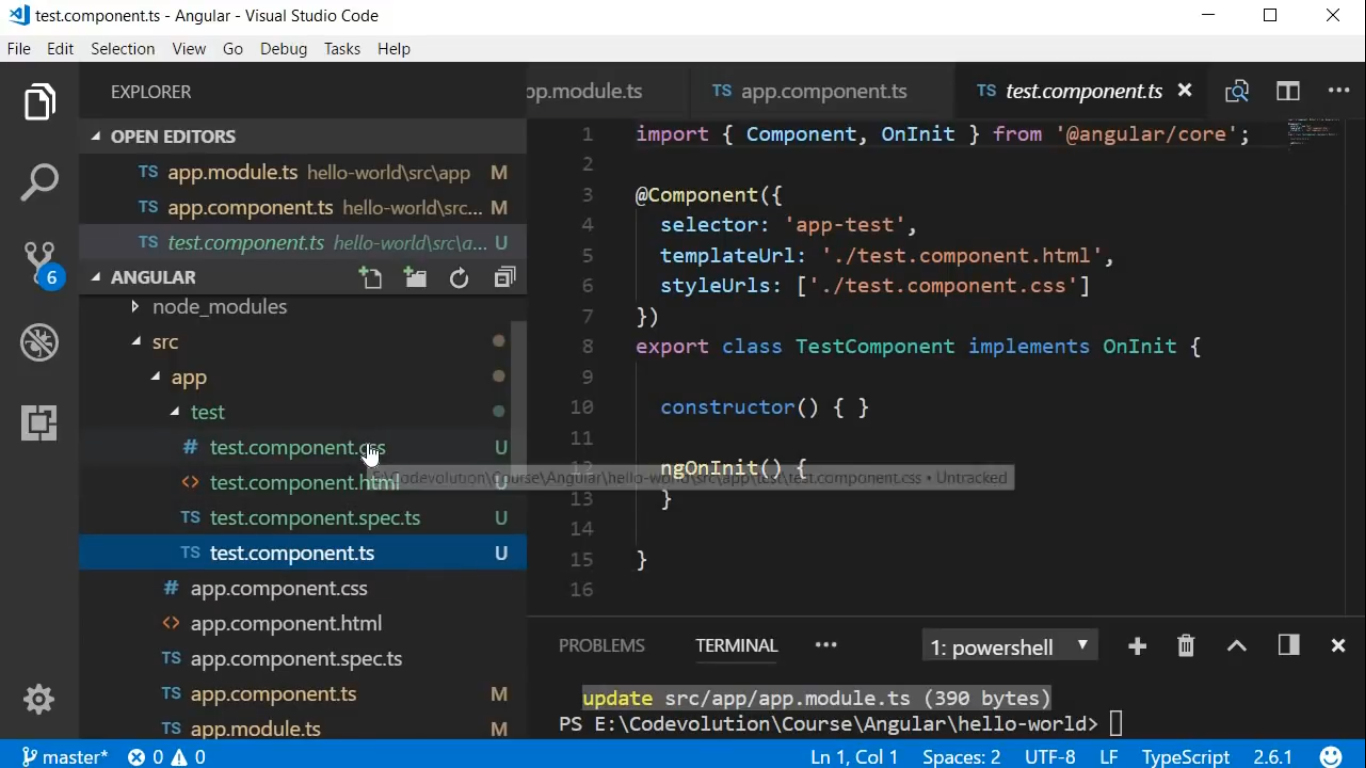 test.component.ts - Angular - Visual Studio Code
File Edit Selection View Go Debug Tasks Help
EXPLORER
OPEN EDITORS
TS app.module.ts hello-world\src\app M
TS app.component.ts hello-world\src... M
TS test.component.ts hello-world\src\a... U
ANGULAR
node_modules
src
app
test
# test.component.css U
<> test.component.html U
TS test.component.spec.ts U
TS test.component.ts U
# app.component.css
<> app.component.html
TS app.component.spec.ts
TS app.component.ts M
TS app.module.ts M
6
pp.module.ts TS app.component.ts TS test.component.ts
1 import { Component, OnInit } from '@angular/core';
2
3 @Component({
4 selector: 'app-test',
5 templateUrl: './test.component.html',
6 styleUrls: ['./test.component.css']
7 })
8 export class TestComponent implements OnInit {
9
10 constructor() { }
11
12 ngOnInit() {
E:\Codevolution\Course\Angular\hello-world\src\app\test\test.component.css • Untracked
13 }
14
15 }
16
PROBLEMS TERMINAL ••• 1: powershell
update src/app/app.module.ts (390 bytes)
PS E:\Codevolution\Course\Angular\hello-world>
master* 0 0 Ln 1, Col 1 Spaces: 2 UTF-8 LF TypeScript 2.6.1